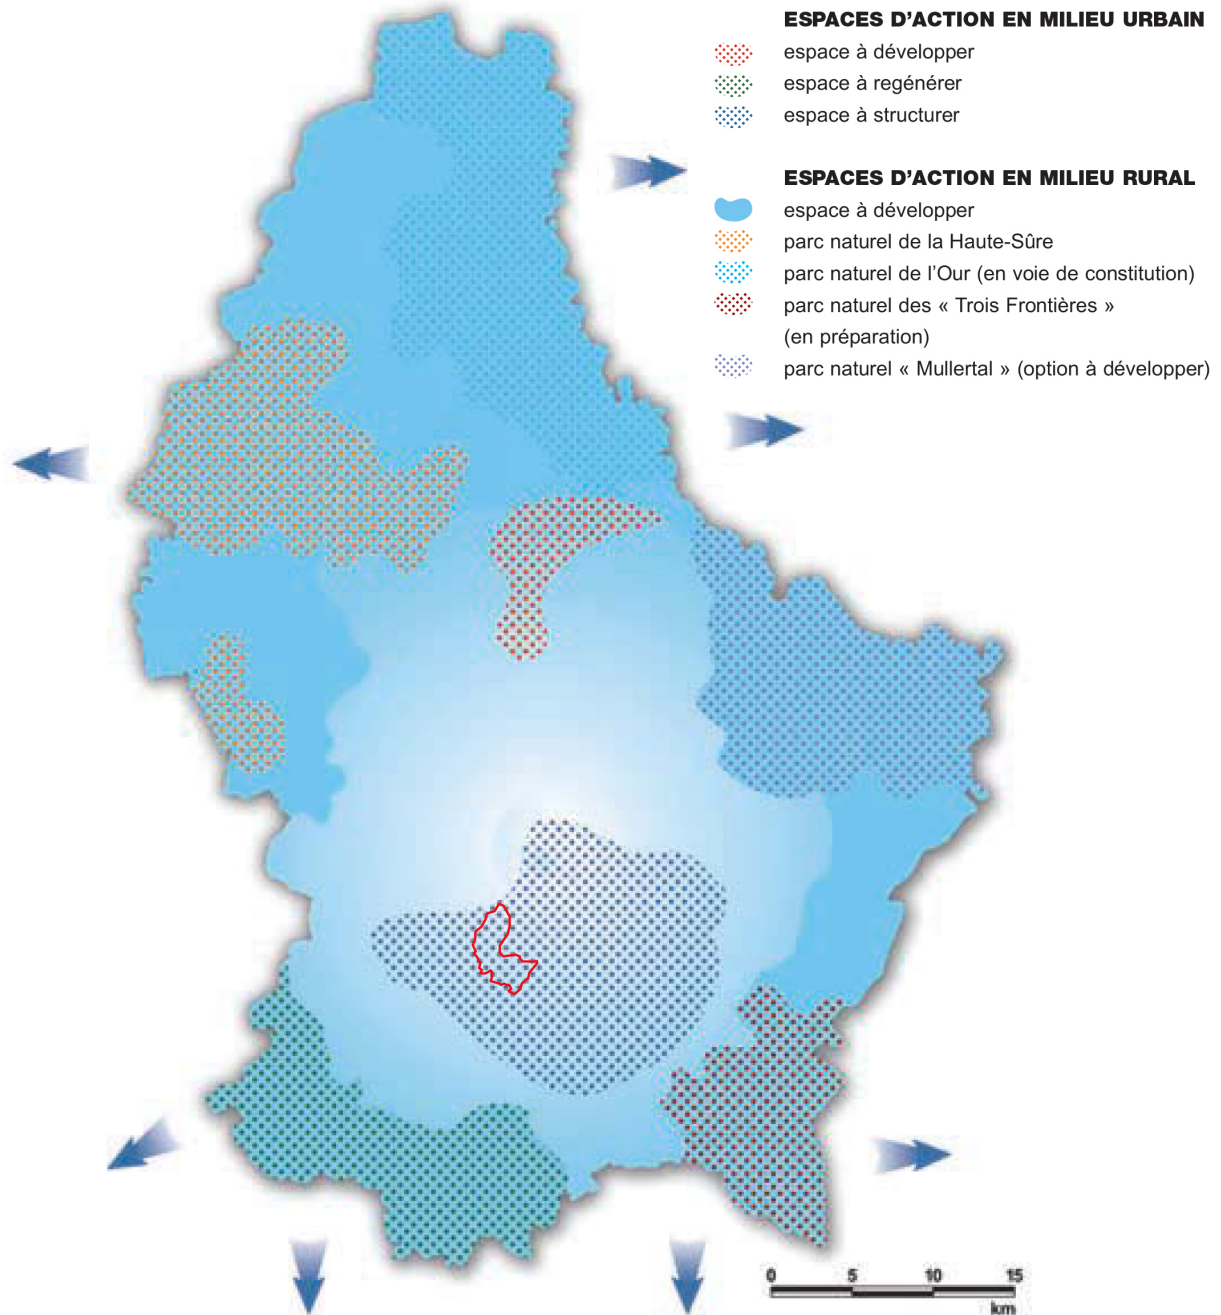 ESPACES D’ACTION EN MILIEU URBAIN
espace à développer
espace à regénérer
espace à structurer
ESPACES D’ACTION EN MILIEU RURAL
espace à développer
parc naturel de la Haute-Sûre
parc naturel de l’Our (en voie de constitution)
parc naturel des « Trois Frontières »
(en préparation)
parc naturel « Mullertal » (option à développer)
0 5 10 15
km